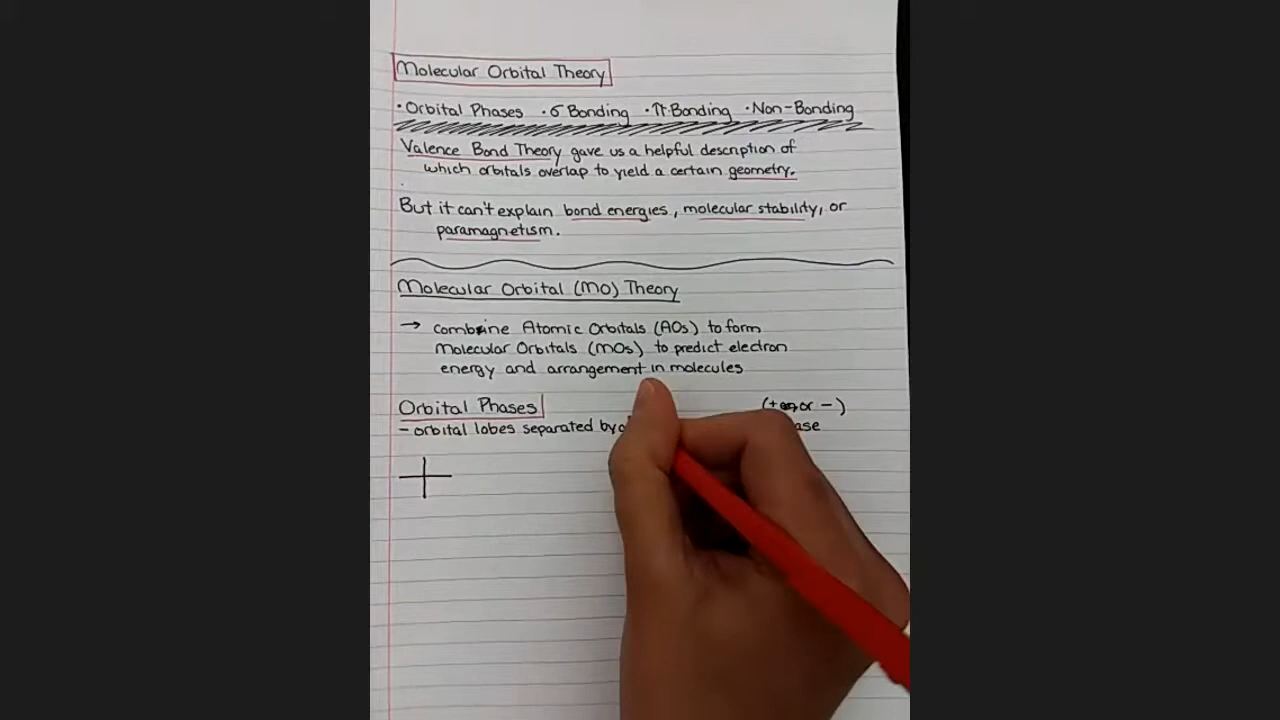 Molecular Orbital Theory
· Orbital Phases · σ Bonding · π Bonding · Non-Bonding
Valence Bond Theory gave us a helpful description of
which orbitals overlap to yield a certain geometry.
But it can't explain bond energies, molecular stability, or
paramagnetism.
Molecular Orbital (MO) Theory
→ combine Atomic Orbitals (AOs) to form
Molecular Orbitals (MOs) to predict electron
energy and arrangement in molecules
Orbital Phases (+ or -)
- orbital lobes separated by